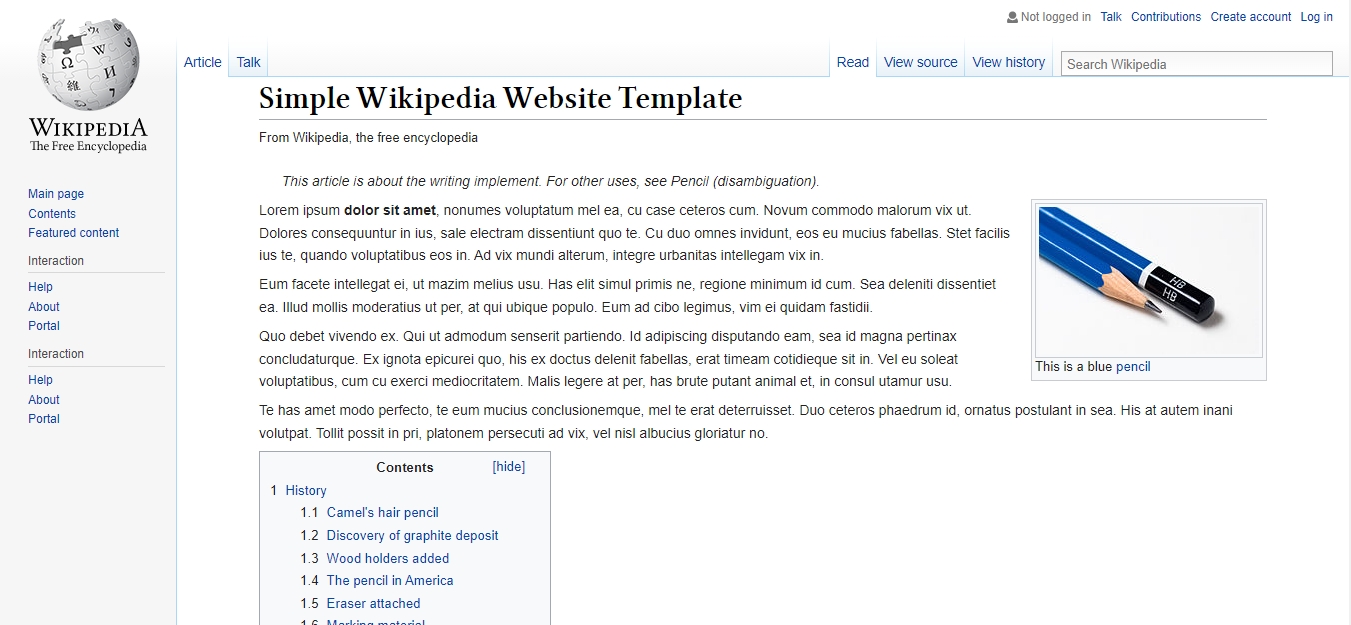 Not logged in Talk Contributions Create account Log in
Article Talk Read View source View history Search Wikipedia
WIKIPEDIA
The Free Encyclopedia
Main page
Contents
Featured content
Interaction
Help
About
Portal
Interaction
Help
About
Portal
Simple Wikipedia Website Template
From Wikipedia, the free encyclopedia
This article is about the writing implement. For other uses, see Pencil (disambiguation).
Lorem ipsum dolor sit amet, nonumes voluptatum mel ea, cu case ceteros cum. Novum commodo malorum vix ut.
Dolores consequuntur in ius, sale electram dissentiunt quo te. Cu duo omnes invidunt, eos eu mucius fabellas. Stet facilis
ius te, quando voluptatibus eos in. Ad vix mundi alterum, integre urbanitas intellegam vix in.
Eum facete intellegat ei, ut mazim melius usu. Has elit simul primis ne, regione minimum id cum. Sea deleniti dissentiet
ea. Illud mollis moderatius ut per, at qui ubique populo. Eum ad cibo legimus, vim ei quidam fastidii.
Quo debet vivendo ex. Qui ut admodum senserit partiendo. Id adipiscing disputando eam, sea id magna pertinax
concludaturque. Ex ignota epicurei quo, his ex doctus delenit fabellas, erat timeam cotidieque sit in. Vel eu soleat
voluptatibus, cum cu exerci mediocritatem. Malis legere at per, has brute putant animal et, in consul utamur usu.
HB
HB
This is a blue pencil
Te has amet modo perfecto, te eum mucius conclusionemque, mel te erat deterruisset. Duo ceteros phaedrum id, ornatus postulant in sea. His at autem inani
volutpat. Tollit possit in pri, platonem persecuti ad vix, vel nisl albucius gloriatur no.
Contents [hide]
1 History
1.1 Camel's hair pencil
1.2 Discovery of graphite deposit
1.3 Wood holders added
1.4 The pencil in America
1.5 Eraser attached
1.6 Marking material